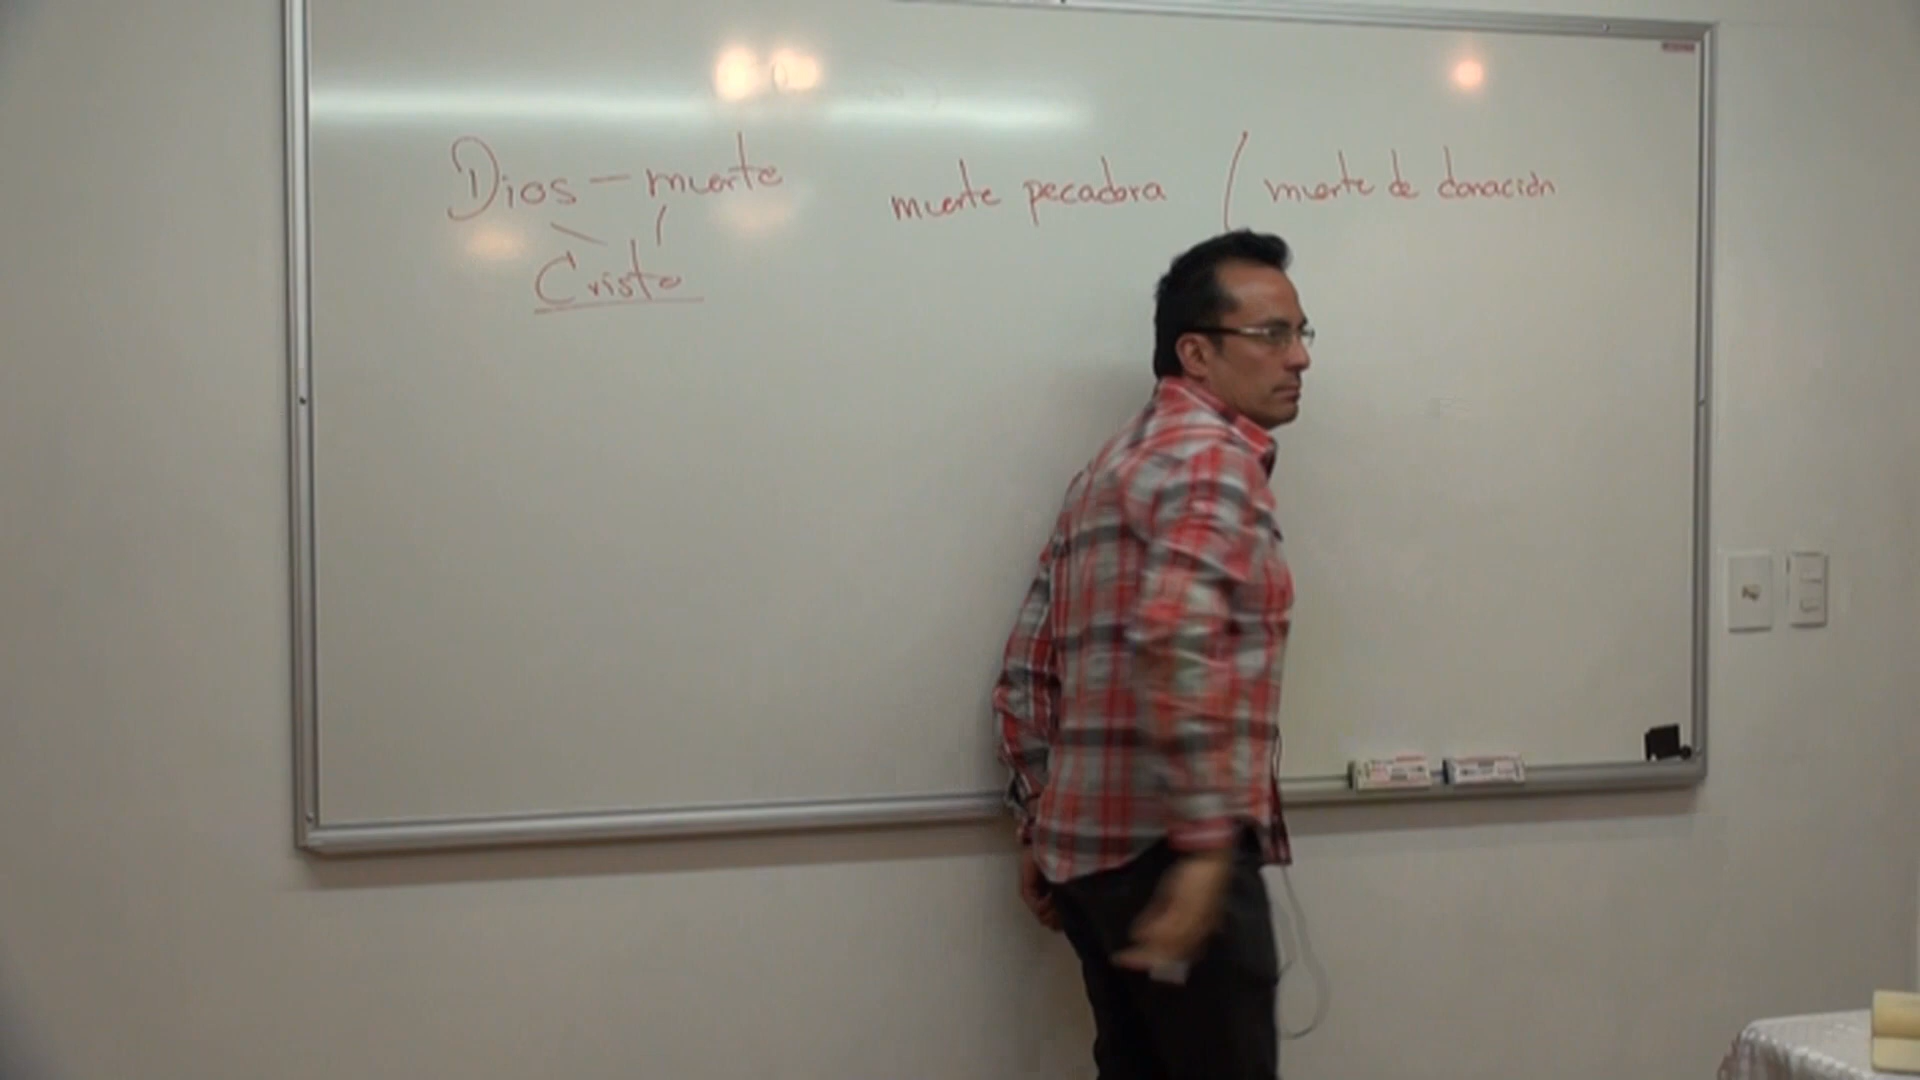 Dios — muerte
Cristo
muerte pecadora / muerte de donación